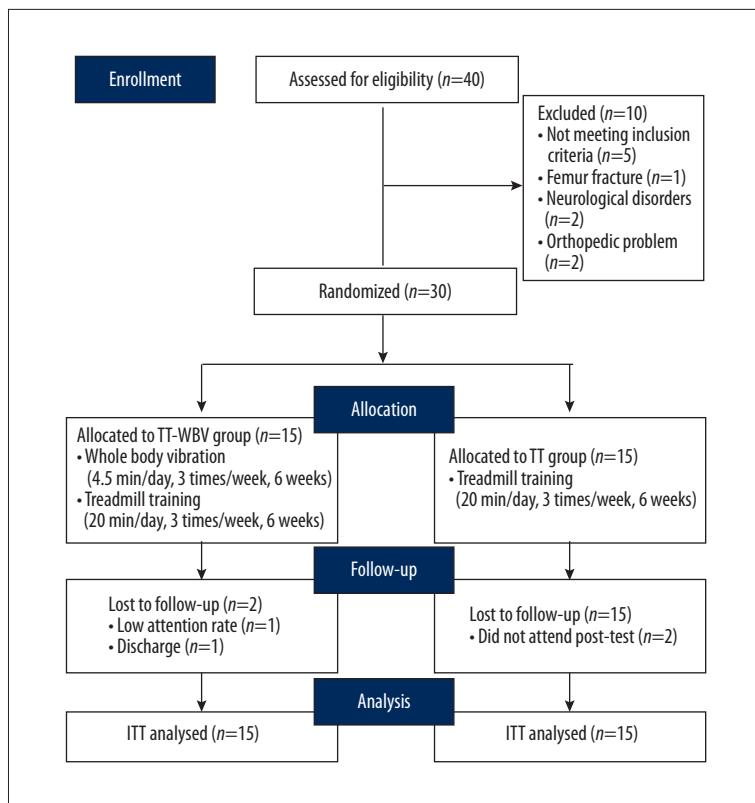 Enrollment
Assessed for eligibility (n=40)
Excluded (n=10)
• Not meeting inclusion
criteria (n=5)
• Femur fracture (n=1)
• Neurological disorders
(n=2)
• Orthopedic problem
(n=2)
Randomized (n=30)
Allocation
Allocated to TT-WBV group (n=15)
• Whole body vibration
(4.5 min/day, 3 times/week, 6 weeks)
• Treadmill training
(20 min/day, 3 times/week, 6 weeks)
Allocated to TT group (n=15)
• Treadmill training
(20 min/day, 3 times/week, 6 weeks)
Follow-up
Lost to follow-up (n=2)
• Low attention rate (n=1)
• Discharge (n=1)
Lost to follow-up (n=15)
• Did not attend post-test (n=2)
Analysis
ITT analysed (n=15)
ITT analysed (n=15)